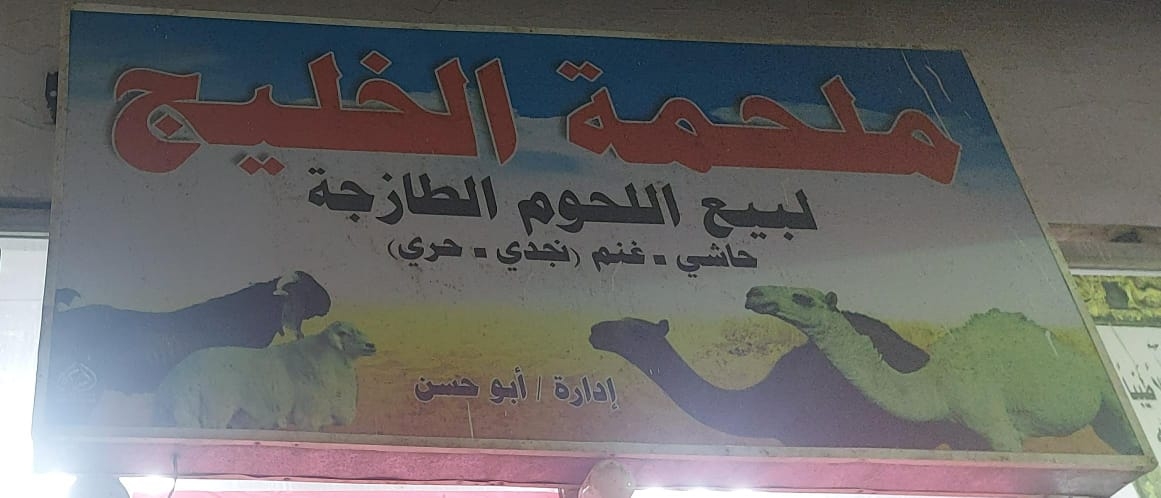 ملحمة الخليج
لبيع اللحوم الطازجة
حاشي - غنم (نجدي - حري)
إدارة / أبو حسن